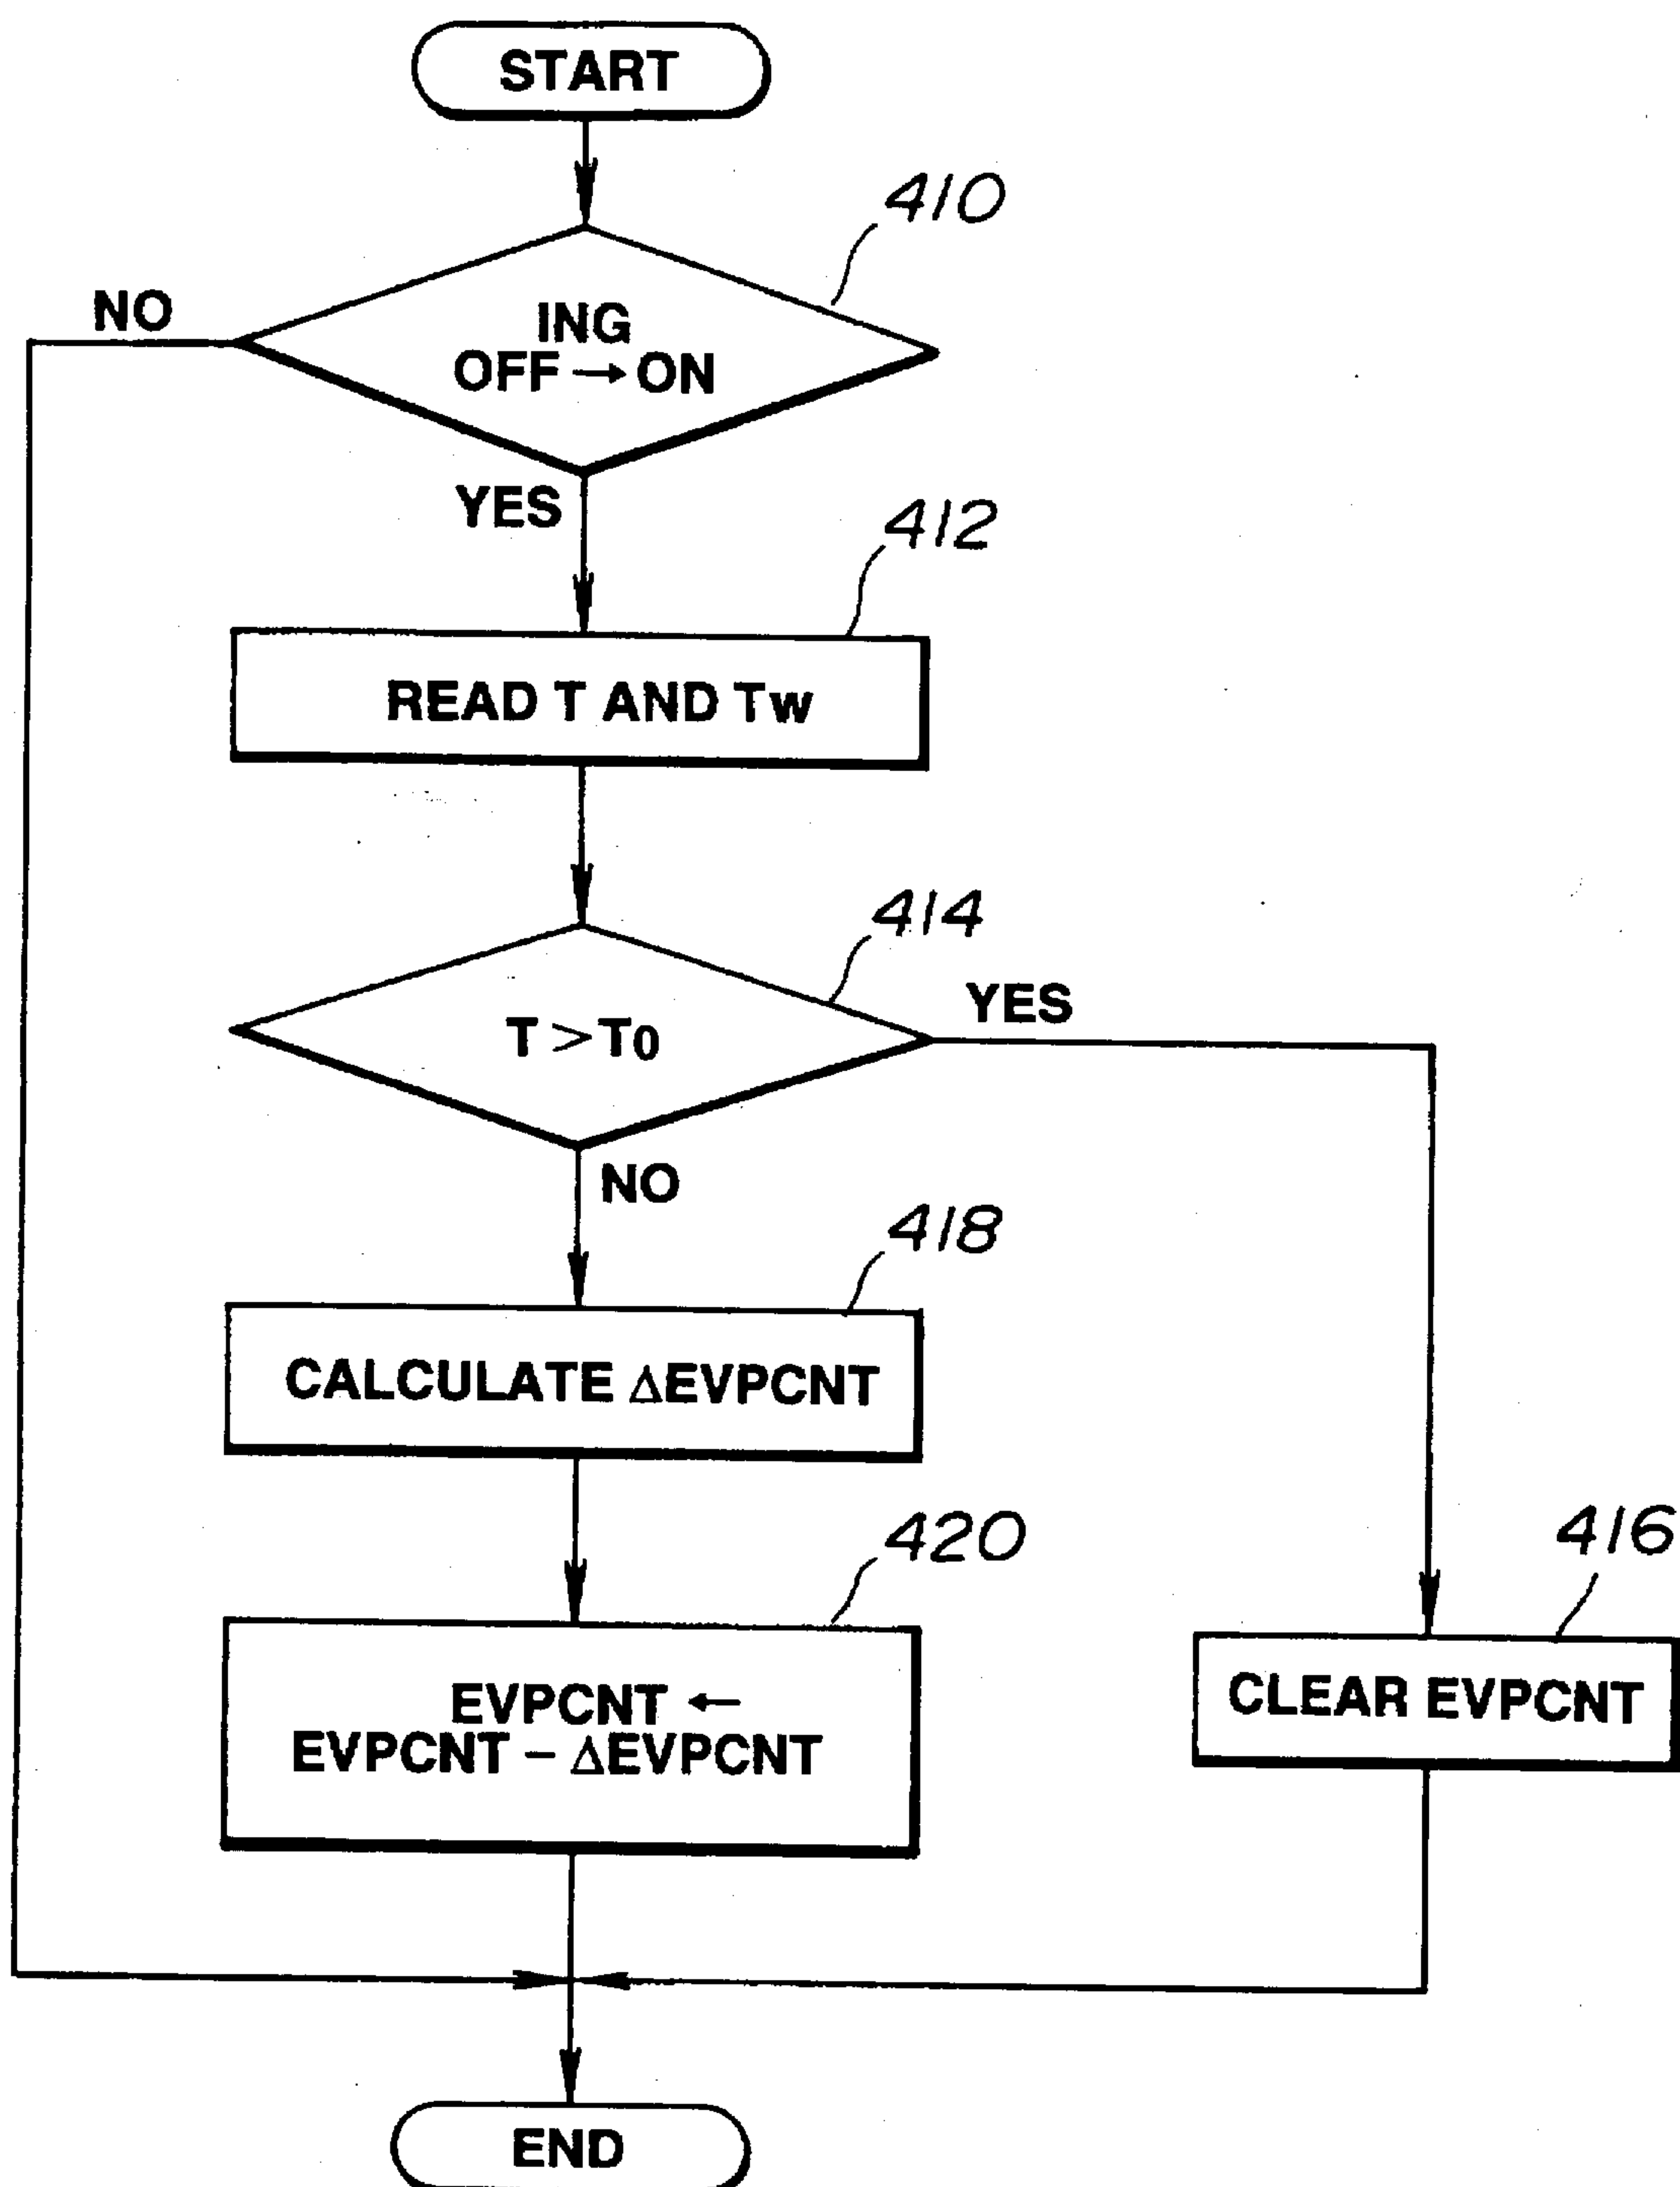 START
410
NO
ING
OFF → ON
YES
412
READ T AND Tw
414
YES
T > T0
NO
418
CALCULATE ΔEVPCNT
420
416
EVPCNT ←
EVPCNT – ΔEVPCNT
CLEAR EVPCNT
END